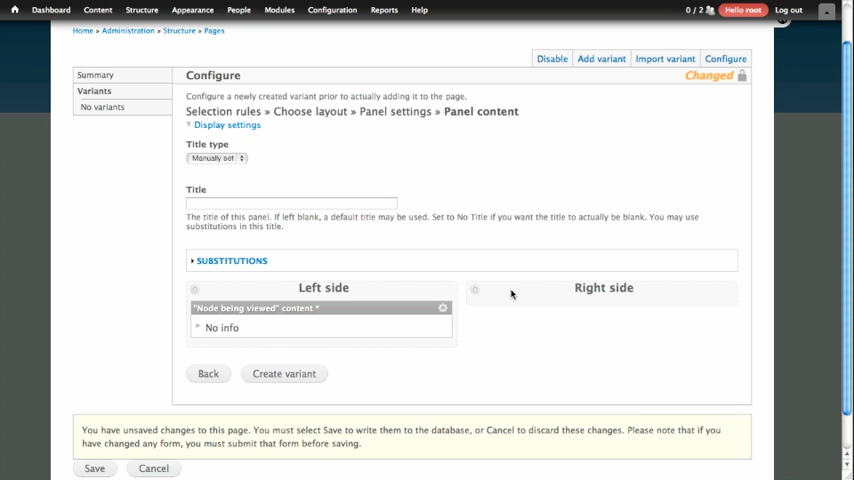 Dashboard Content Structure Appearance People Modules Configuration Reports Help 0 / 2 Hello root Log out
Home » Administration » Structure » Pages
Disable Add variant Import variant Configure
Summary
Variants
No variants
Configure
Changed
Configure a newly created variant prior to actually adding it to the page.
Selection rules » Choose layout » Panel settings » Panel content
Display settings
Title type
Manually set
Title
The title of this panel. If left blank, a default title may be used. Set to No Title if you want the title to actually be blank. You may use
substitutions in this title.
SUBSTITUTIONS
Left side Right side
"Node being viewed" content *
No info
Back Create variant
You have unsaved changes to this page. You must select Save to write them to the database, or Cancel to discard these changes. Please note that if you
have changed any form, you must submit that form before saving.
Save Cancel